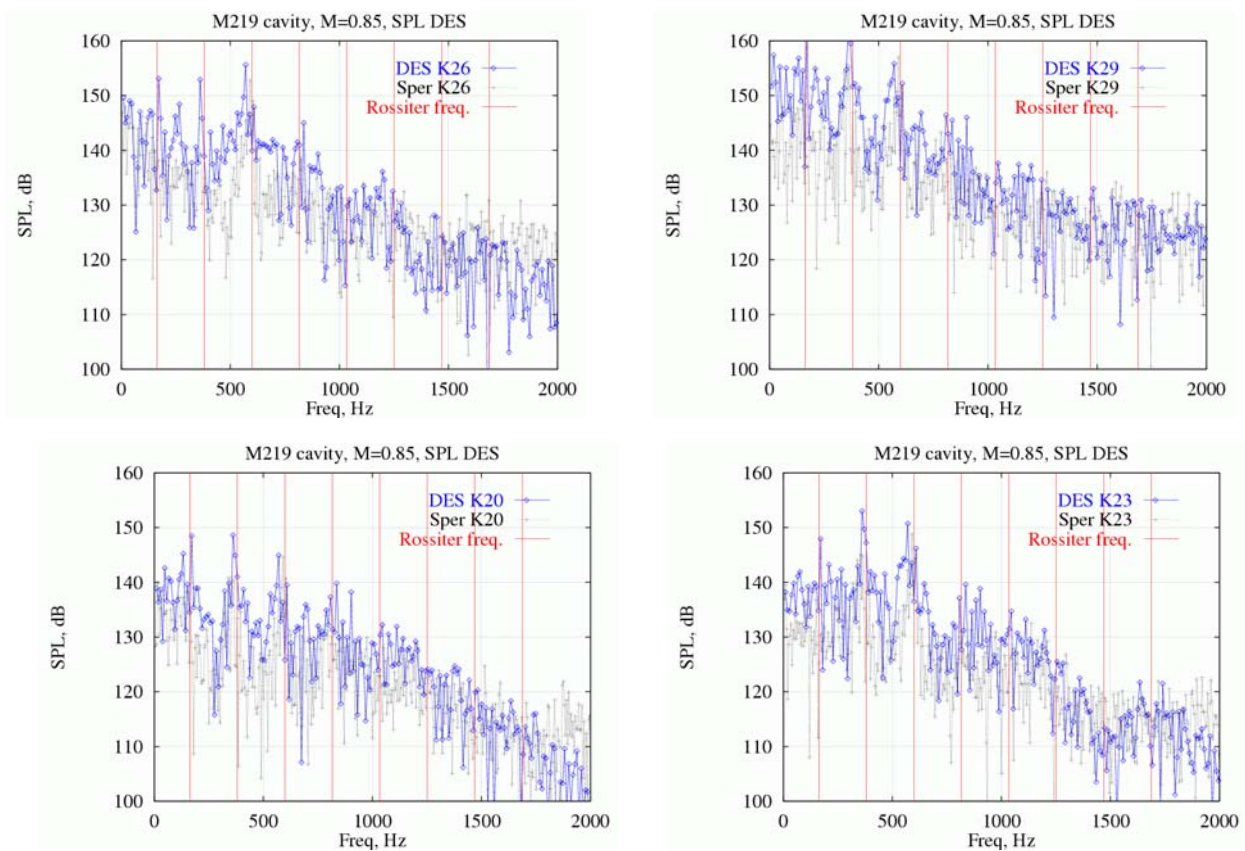 M219 cavity, M=0.85, SPL DES
160
150
140
130
120
110
100
SPL, dB
DES K26
Sper K26
Rossiter freq.
0 500 1000 1500 2000
Freq, Hz
M219 cavity, M=0.85, SPL DES
160
150
140
130
120
110
100
SPL, dB
DES K29
Sper K29
Rossiter freq.
0 500 1000 1500 2000
Freq, Hz
M219 cavity, M=0.85, SPL DES
160
150
140
130
120
110
100
SPL, dB
DES K20
Sper K20
Rossiter freq.
0 500 1000 1500 2000
Freq, Hz
M219 cavity, M=0.85, SPL DES
160
150
140
130
120
110
100
SPL, dB
DES K23
Sper K23
Rossiter freq.
0 500 1000 1500 2000
Freq, Hz